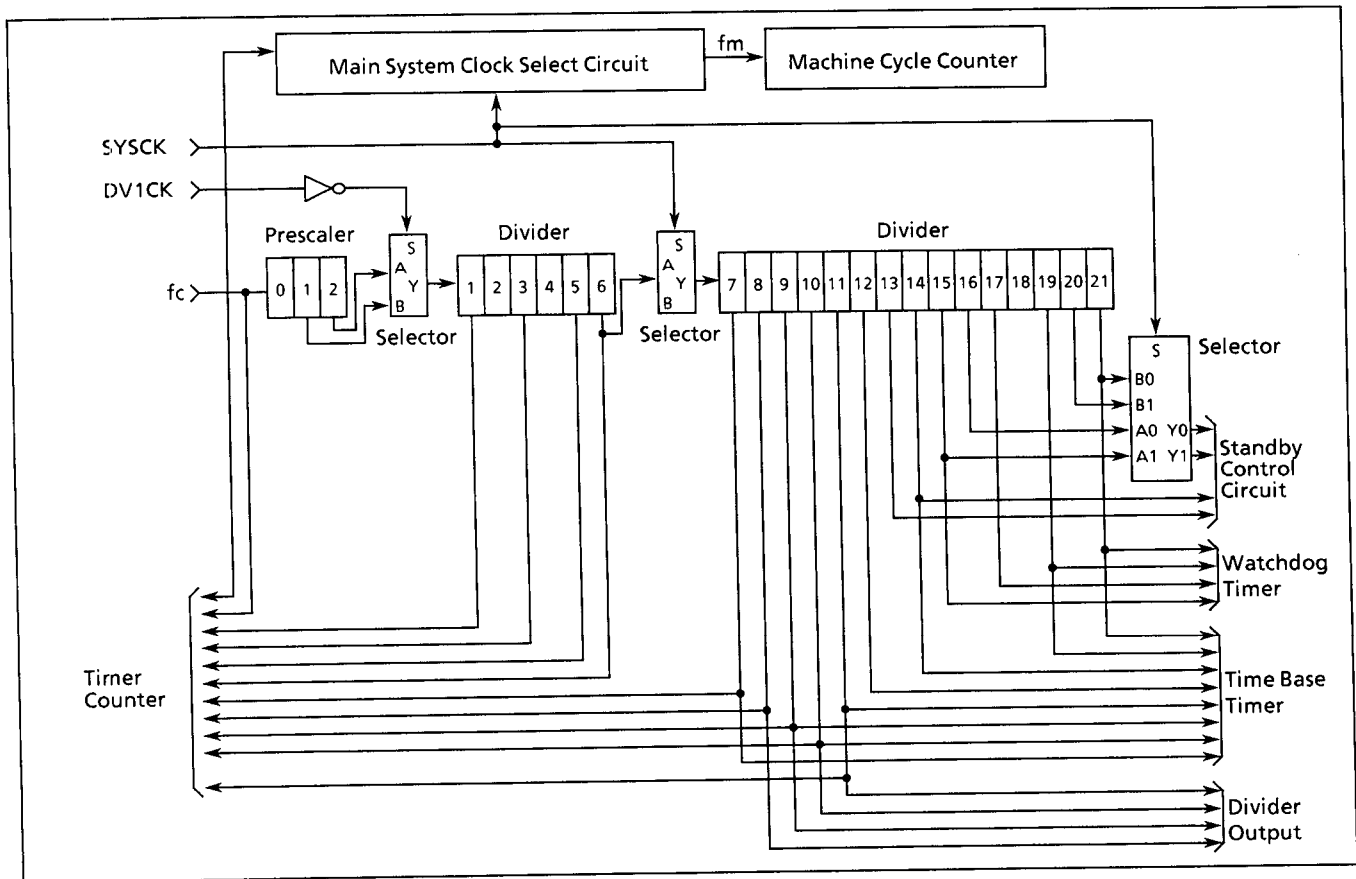 Main System Clock Select Circuit
fm
Machine Cycle Counter
SYSCK
DV1CK
Prescaler
Divider
Divider
fc
0 1 2
S
A
Y
B
Selector
1 2 3 4 5 6
S
A
Y
B
Selector
7 8 9 10 11 12 13 14 15 16 17 18 19 20 21
S
Selector
B0
B1
A0 Y0
A1 Y1
Standby
Control
Circuit
Watchdog
Timer
Timer
Counter
Time Base
Timer
Divider
Output